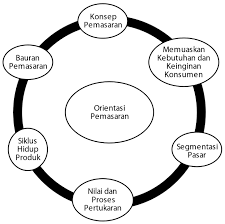 Konsep
Pemasaran
Memuaskan
Kebutuhan dan
Keinginan
Konsumen
Segmentasi
Pasar
Nilai dan
Proses
Pertukaran
Siklus
Hidup
Produk
Bauran
Pemasaran
Orientasi
Pemasaran